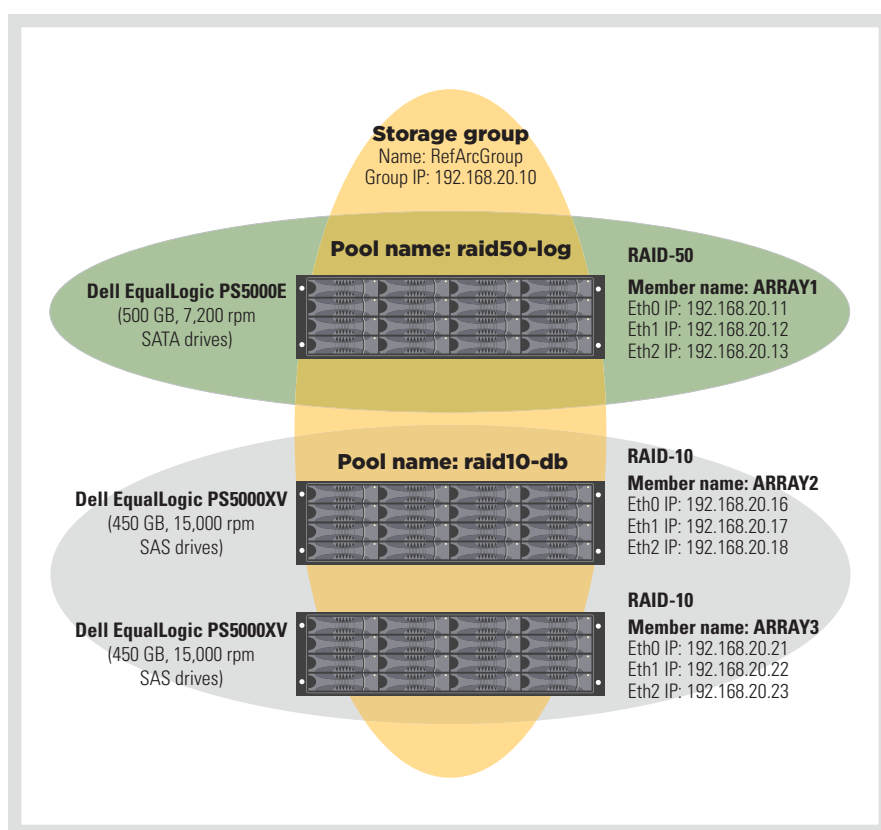 Storage group
Name: RefArcGroup
Group IP: 192.168.20.10
Pool name: raid50-log
Dell EqualLogic PS5000E
(500 GB, 7,200 rpm
SATA drives)
RAID-50
Member name: ARRAY1
Eth0 IP: 192.168.20.11
Eth1 IP: 192.168.20.12
Eth2 IP: 192.168.20.13
Pool name: raid10-db
Dell EqualLogic PS5000XV
(450 GB, 15,000 rpm
SAS drives)
RAID-10
Member name: ARRAY2
Eth0 IP: 192.168.20.16
Eth1 IP: 192.168.20.17
Eth2 IP: 192.168.20.18
Dell EqualLogic PS5000XV
(450 GB, 15,000 rpm
SAS drives)
RAID-10
Member name: ARRAY3
Eth0 IP: 192.168.20.21
Eth1 IP: 192.168.20.22
Eth2 IP: 192.168.20.23